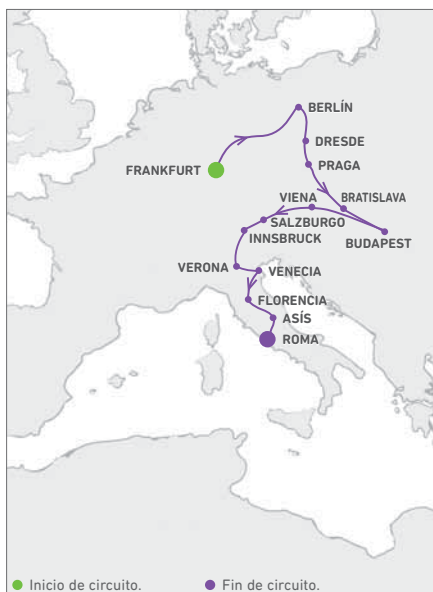 BERLÍN
DRESDE
FRANKFURT
PRAGA
VIENA
BRATISLAVA
SALZBURGO
INNSBRUCK
BUDAPEST
VERONA
VENECIA
FLORENCIA
ASÍS
ROMA
Inicio de circuito.
Fin de circuito.